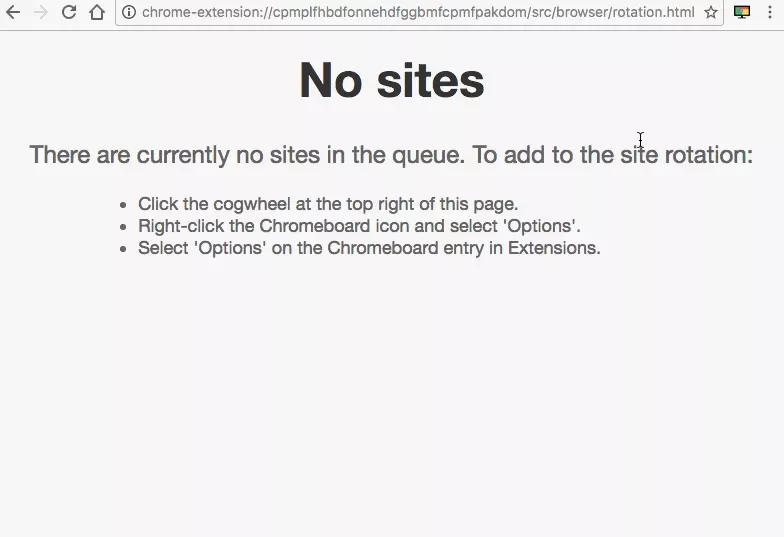 chrome-extension://cpmplfhbdfonnehdfggbmfcpmfpakdom/src/browser/rotation.html
No sites
There are currently no sites in the queue. To add to the site rotation:
• Click the cogwheel at the top right of this page.
• Right-click the Chromeboard icon and select 'Options'.
• Select 'Options' on the Chromeboard entry in Extensions.